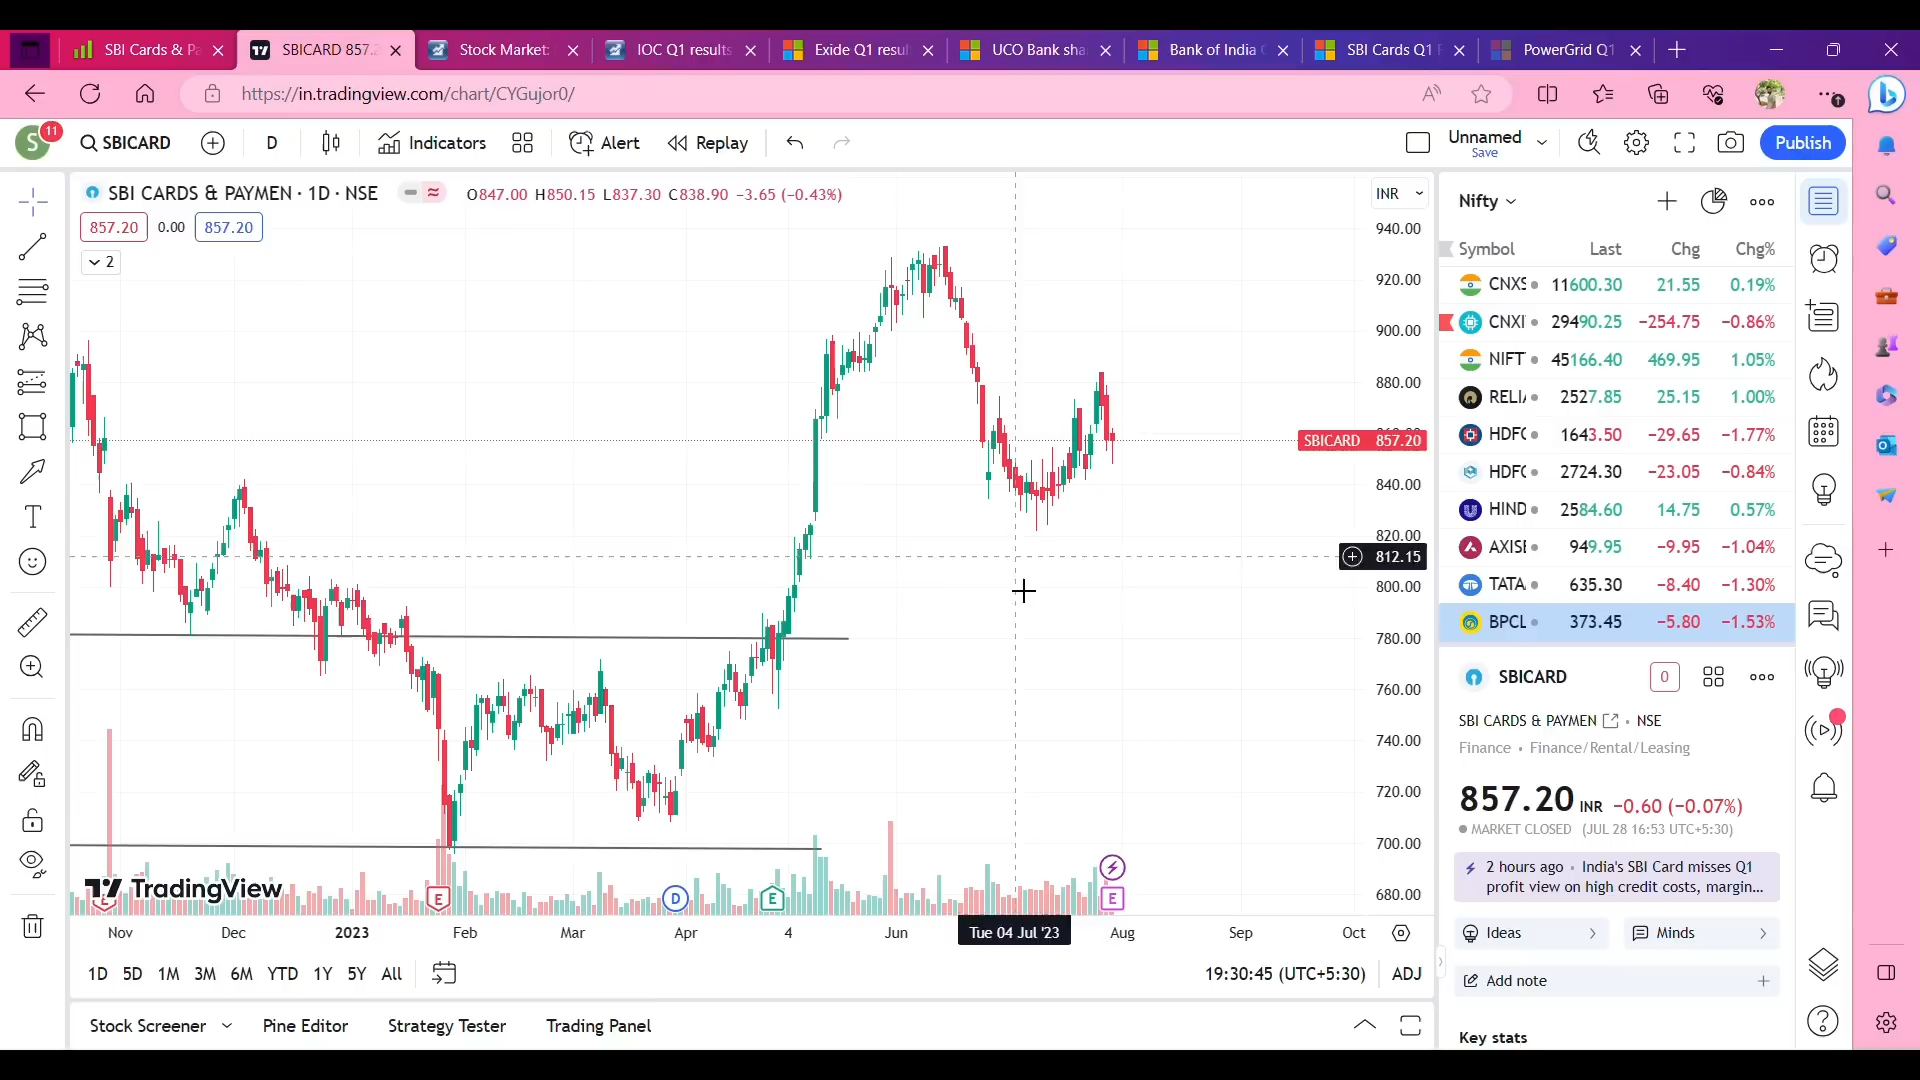 SBI Cards & Pa
SBICARD 857.2
Stock Market:
IOC Q1 results
Exide Q1 resul
UCO Bank sha
Bank of India
SBI Cards Q1
PowerGrid Q1
https://in.tradingview.com/chart/CYGujor0/
S 11 SBICARD D Indicators Alert Replay Unnamed Save Publish
SBI CARDS & PAYMEN · 1D · NSE O847.00 H850.15 L837.30 C838.90 −3.65 (−0.43%) INR
857.20 0.00 857.20
2
940.00
920.00
900.00
880.00
SBICARD 857.20
840.00
820.00
812.15
800.00
780.00
760.00
740.00
720.00
700.00
680.00
TradingView
E E D E E
Nov Dec 2023 Feb Mar Apr 4 Jun Tue 04 Jul '23 Aug Sep Oct
1D 5D 1M 3M 6M YTD 1Y 5Y All 19:30:45 (UTC+5:30) ADJ
Stock Screener Pine Editor Strategy Tester Trading Panel
Nifty
Symbol Last Chg Chg%
CNXS 11600.30 21.55 0.19%
CNXI 29490.25 −254.75 −0.86%
NIFT 45166.40 469.95 1.05%
RELI 2527.85 25.15 1.00%
HDFC 1643.50 −29.65 −1.77%
HDFC 2724.30 −23.05 −0.84%
HIND 2584.60 14.75 0.57%
AXISE 949.95 −9.95 −1.04%
TATA 635.30 −8.40 −1.30%
BPCL 373.45 −5.80 −1.53%
SBICARD 0
SBI CARDS & PAYMEN · NSE
Finance · Finance/Rental/Leasing
857.20 INR −0.60 (−0.07%)
MARKET CLOSED (JUL 28 16:53 UTC+5:30)
2 hours ago · India's SBI Card misses Q1
profit view on high credit costs, margin...
Ideas Minds
Add note
Key stats